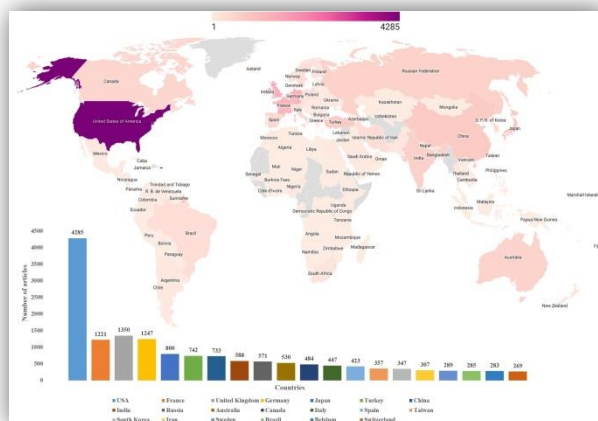 1 4285
Iceland
Sweden
Finland
Norway
Russian Federation
Canada
Denmark
Latvia
Ireland
Germany
Poland
Ukraine
France
Kazakhstan
Mongolia
Italy
Romania
Bulgaria
Uzbekistan
United States of America
Spain
Greece
Turkey
Azerbaijan
D. P. R. of Korea
Japan
China
Tunisia
Lebanon
Islamic Republic of Iran
Morocco
Jordan
Algeria
Libya
Nepal
Mexico
Cuba
Saudi Arabia
Oman
India
Bangladesh
Taiwan
Jamaica
Mali
Niger
Sudan
Republic of Yemen
Vietnam
Senegal
Thailand
Philippines
Nicaragua
Burkina Faso
Cambodia
Panama
Trinidad and Tobago
Nigeria
Ethiopia
Marshall Islands
R. B. de Venezuela
Côte d'Ivoire
Sri Lanka
Colombia
Suriname
Uganda
Malaysia
Ecuador
Democratic Republic of Congo
Indonesia
Tanzania
Papua New Guinea
Peru
Brazil
Angola
Mozambique
Bolivia
Zimbabwe
Madagascar
Paraguay
Namibia
Australia
South Africa
Argentina
Chile
New Zealand
Number of articles
4500
4000
3500
3000
2500
2000
1500
1000
500
0
4285 1221 1350 1247 800 742 733 588 571 530 484 447 423 357 347 307 289 285 283 269
Countries
USA France United Kingdom Germany Japan Turkey China
India Russia Australia Canada Italy Spain Taiwan
South Korea Iran Sweden Brazil Belgium Switzerland